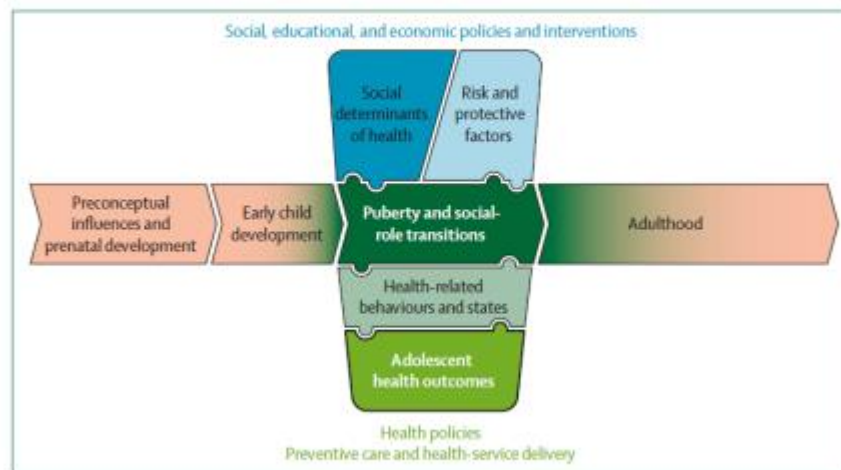 Social, educational, and economic policies and interventions
Social
determinants
of health
Risk and
protective
factors
Preconceptual
influences and
prenatal development
Early child
development
Puberty and social-
role transitions
Adulthood
Health-related
behaviours and states
Adolescent
health outcomes
Health policies
Preventive care and health-service delivery